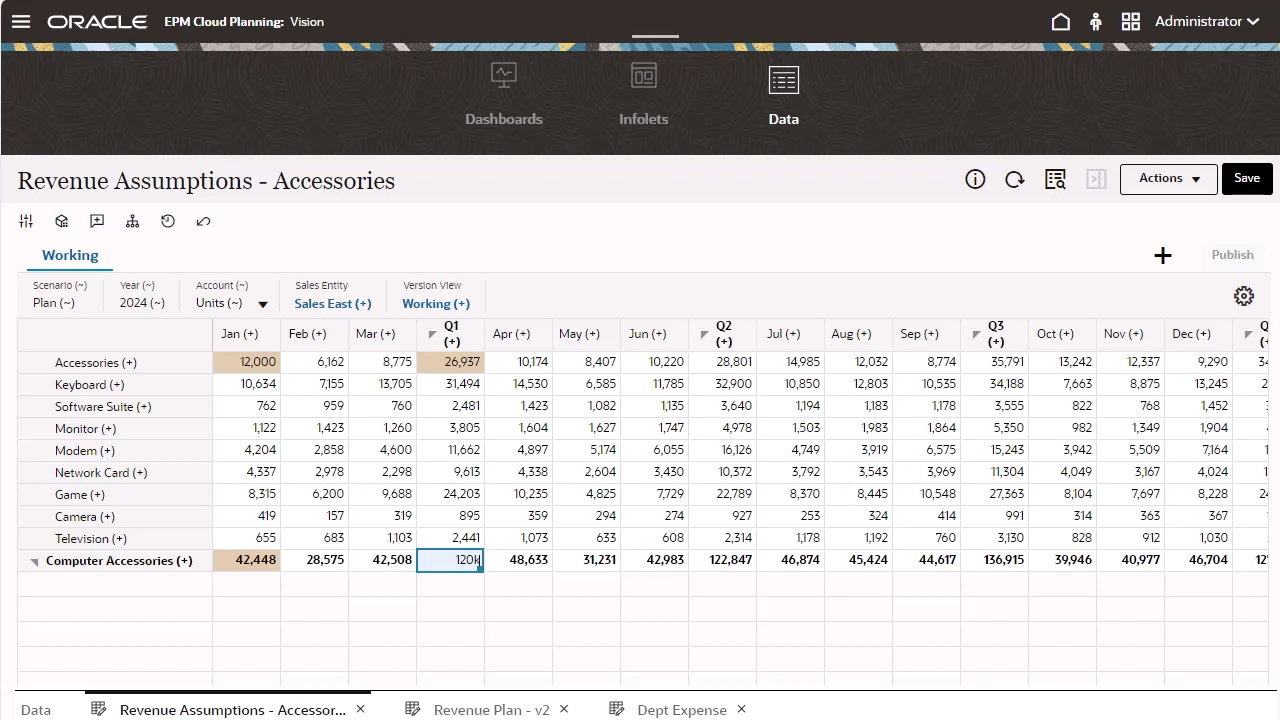 ORACLE EPM Cloud Planning: Vision Administrator
Dashboards Infolets Data
Revenue Assumptions - Accessories Actions Save
Working Publish
Scenario (~) Year (~) Account (~) Sales Entity Version View
Plan (~) 2024 (~) Units (~) Sales East (+) Working (+)
Jan (+) Feb (+) Mar (+) Q1 (+) Apr (+) May (+) Jun (+) Q2 (+) Jul (+) Aug (+) Sep (+) Q3 (+) Oct (+) Nov (+) Dec (+)
Accessories (+) 12,000 6,162 8,775 26,937 10,174 8,407 10,220 28,801 14,985 12,032 8,774 35,791 13,242 12,337 9,290
Keyboard (+) 10,634 7,155 13,705 31,494 14,530 6,585 11,785 32,900 10,850 12,803 10,535 34,188 7,663 8,875 13,245
Software Suite (+) 762 959 760 2,481 1,423 1,082 1,135 3,640 1,194 1,183 1,178 3,555 822 768 1,452
Monitor (+) 1,122 1,423 1,260 3,805 1,604 1,627 1,747 4,978 1,503 1,983 1,864 5,350 982 1,349 1,904
Modem (+) 4,204 2,858 4,600 11,662 4,897 5,174 6,055 16,126 4,749 3,919 6,575 15,243 3,942 5,509 7,164
Network Card (+) 4,337 2,978 2,298 9,613 4,338 2,604 3,430 10,372 3,792 3,543 3,969 11,304 4,049 3,167 4,024
Game (+) 8,315 6,200 9,688 24,203 10,235 4,825 7,729 22,789 8,370 8,445 10,548 27,363 8,104 7,697 8,228
Camera (+) 419 157 319 895 359 294 274 927 253 324 414 991 314 363 367
Television (+) 655 683 1,103 2,441 1,073 633 608 2,314 1,178 1,192 760 3,130 828 912 1,030
Computer Accessories (+) 42,448 28,575 42,508 120k 48,633 31,231 42,983 122,847 46,874 45,424 44,617 136,915 39,946 40,977 46,704
Data Revenue Assumptions - Accessor... Revenue Plan - v2 Dept Expense